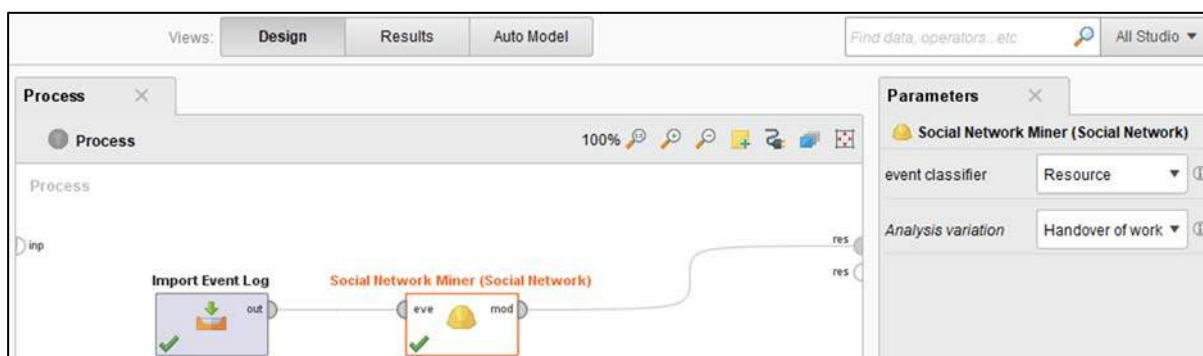 Views: Design Results Auto Model Find data, operators...etc All Studio
Process Parameters
Process 100% Social Network Miner (Social Network)
Process
event classifier Resource
Analysis variation Handover of work
inp res
res
Import Event Log Social Network Miner (Social Network)
out eve mod